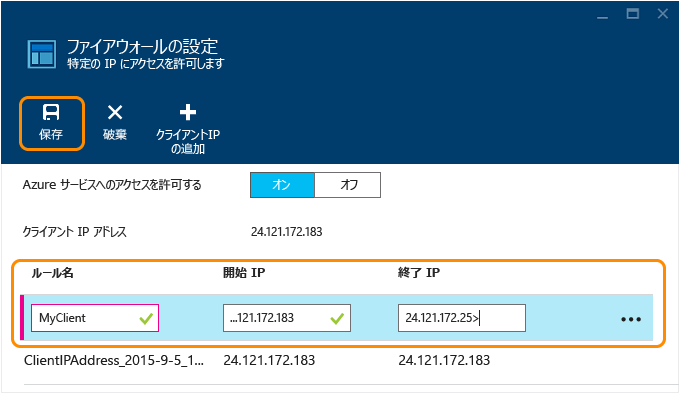 ファイアウォールの設定
特定の IP にアクセスを許可します
保存 破棄 クライアントIP
の追加
Azure サービスへのアクセスを許可する オン オフ
クライアント IP アドレス 24.121.172.183
ルール名 開始 IP 終了 IP
MyClient ...121.172.183 24.121.172.25>
ClientIPAddress_2015-9-5_1... 24.121.172.183 24.121.172.183